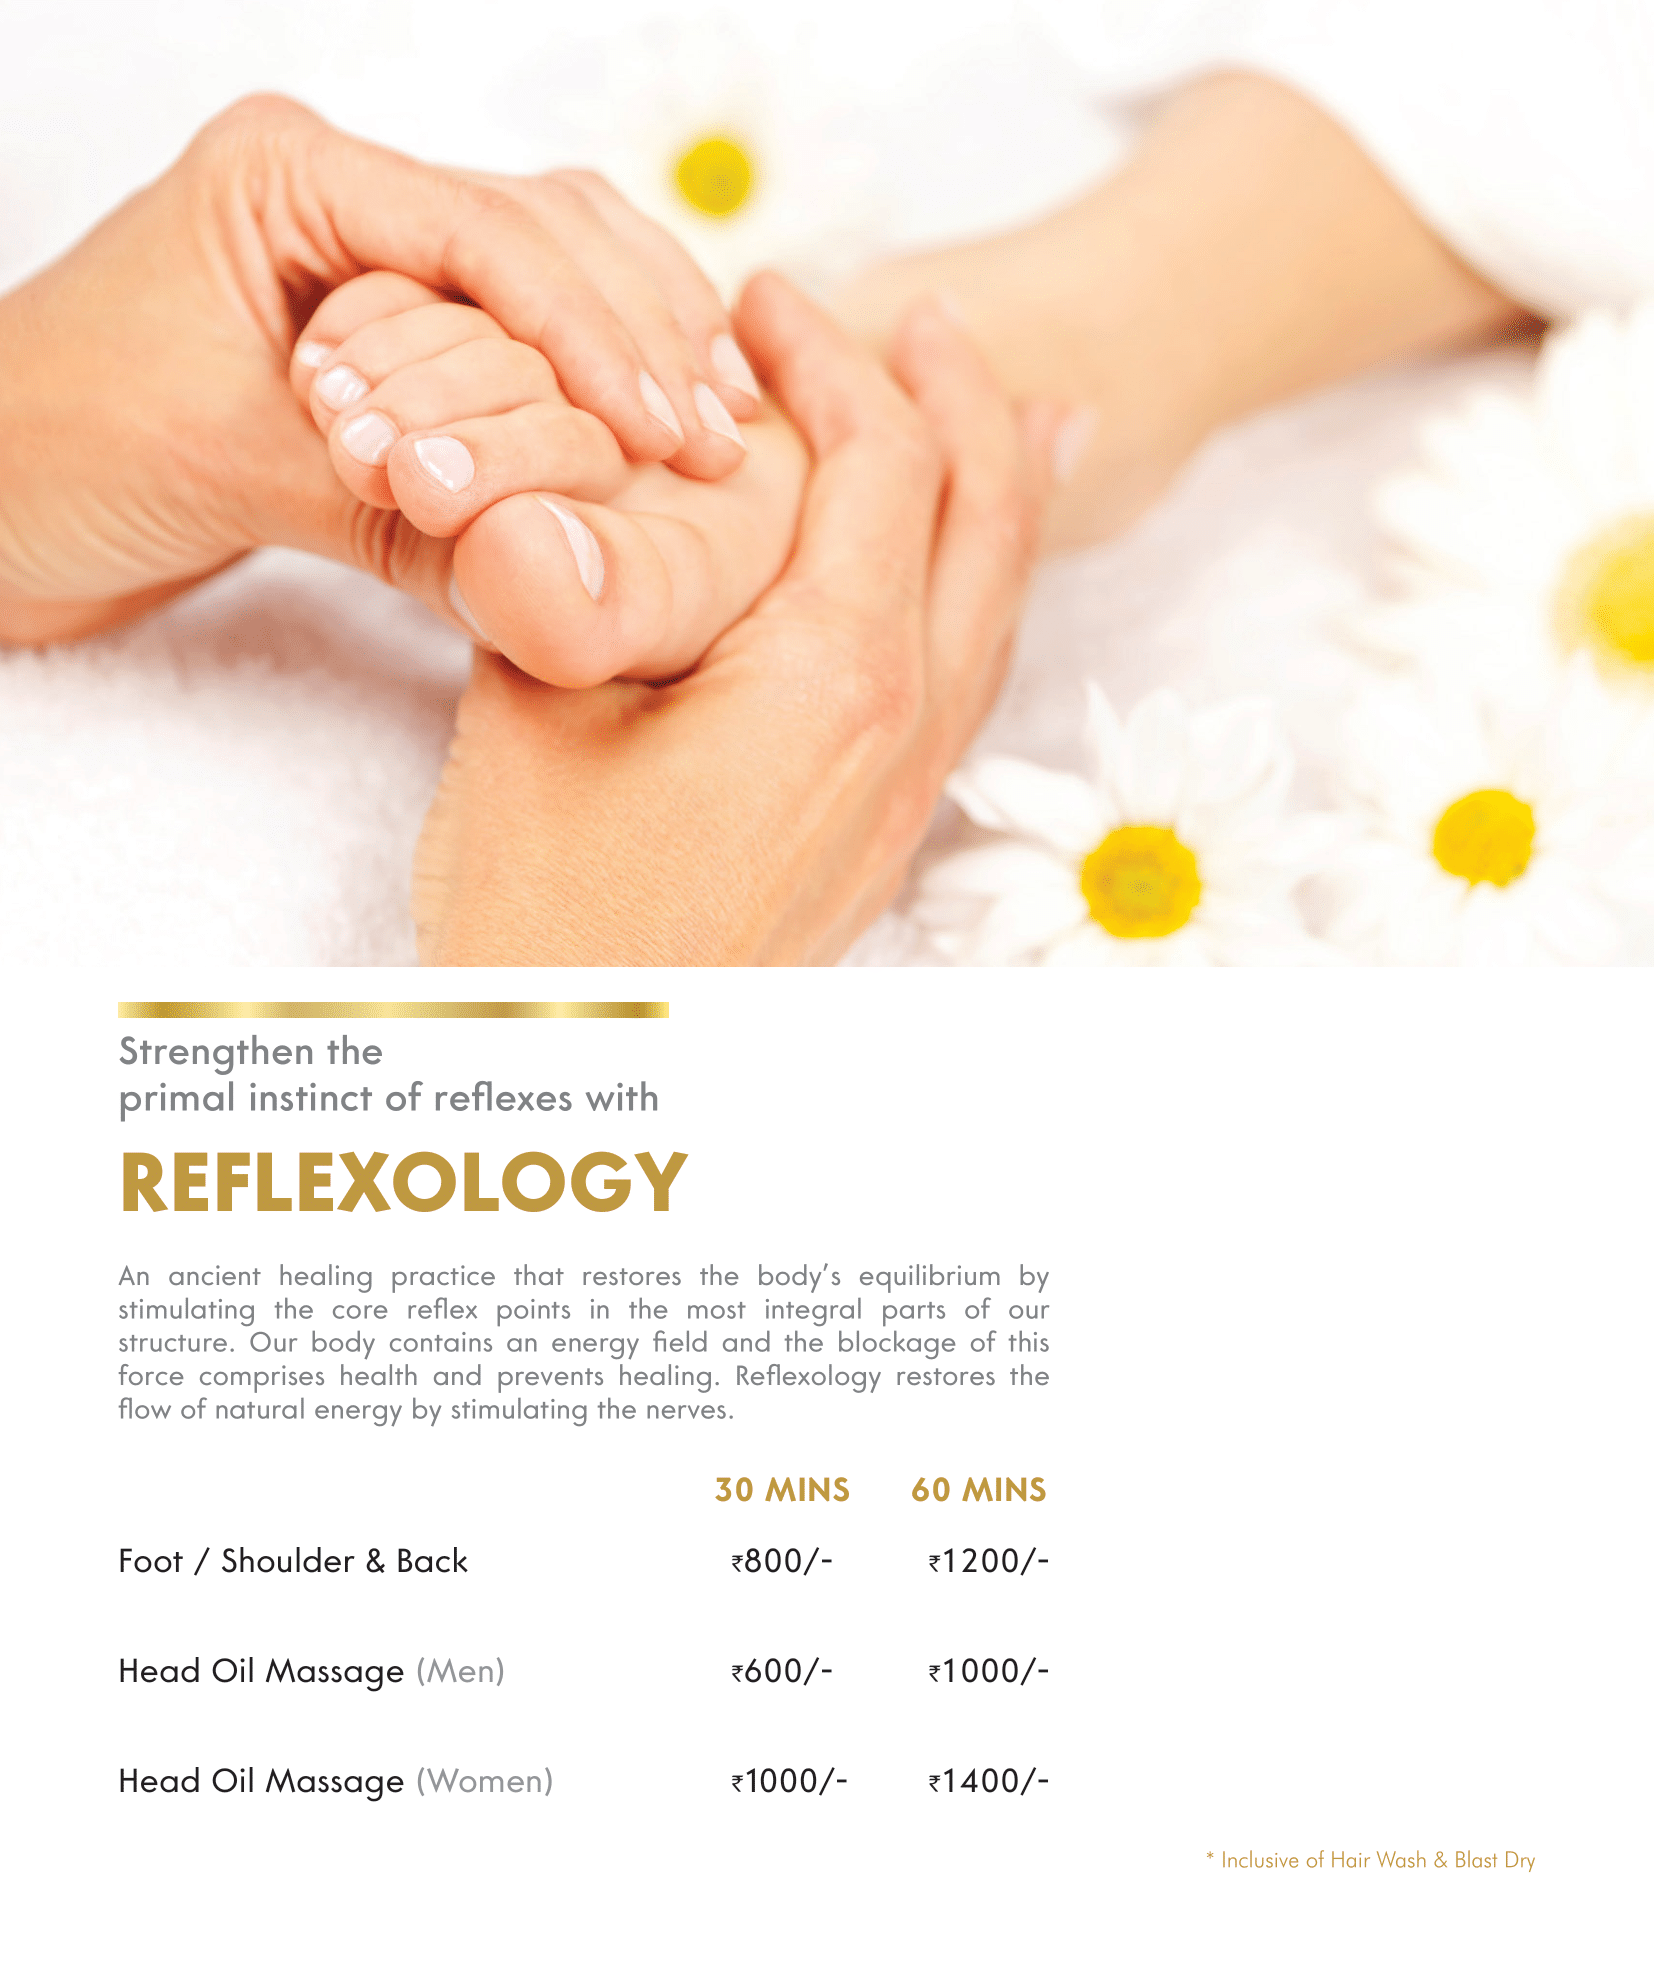 Strengthen the
primal instinct of reflexes with
REFLEXOLOGY
An ancient healing practice that restores the body’s equilibrium by
stimulating the core reflex points in the most integral parts of our
structure. Our body contains an energy field and the blockage of this
force comprises health and prevents healing. Reflexology restores the
flow of natural energy by stimulating the nerves.
30 MINS 60 MINS
Foot / Shoulder & Back ₹800/- ₹1200/-
Head Oil Massage (Men) ₹600/- ₹1000/-
Head Oil Massage (Women) ₹1000/- ₹1400/-
* Inclusive of Hair Wash & Blast Dry